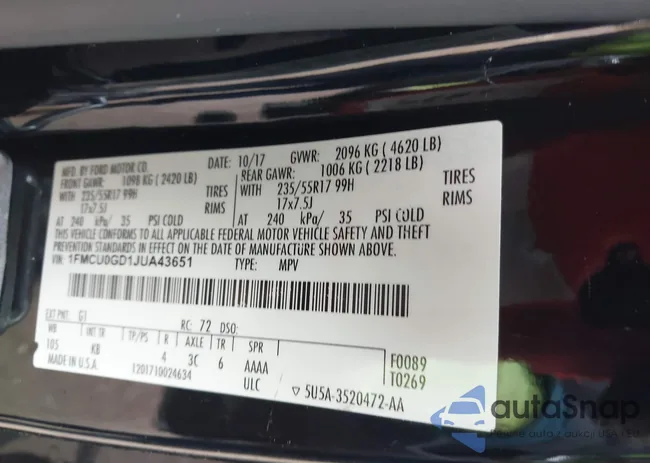 MFD. BY FORD MOTOR CO.
DATE: 10/17 GVWR: 2096 KG ( 4620 LB)
FRONT GAWR: 1098 KG ( 2420 LB) REAR GAWR: 1006 KG ( 2218 LB)
WITH 235/55R17 99H TIRES WITH 235/55R17 99H TIRES
17x7.5J RIMS 17x7.5J RIMS
AT 240 kPa/ 35 PSI COLD AT 240 kPa/ 35 PSI COLD
THIS VEHICLE CONFORMS TO ALL APPLICABLE FEDERAL MOTOR VEHICLE SAFETY AND THEFT
PREVENTION STANDARDS IN EFFECT ON THE DATE OF MANUFACTURE SHOWN ABOVE.
VIN: 1FMCU0GD1JUA43651 TYPE: MPV
EXT PNT: G1 RC: 72 DSO:
WB INT TR TP/PS R AXLE TR SPR F0089
105 KB 4 3C 6 AAAA T0269
MADE IN U.S.A. 1201710024634 ULC 5U5A-3520472-AA
autoSnap